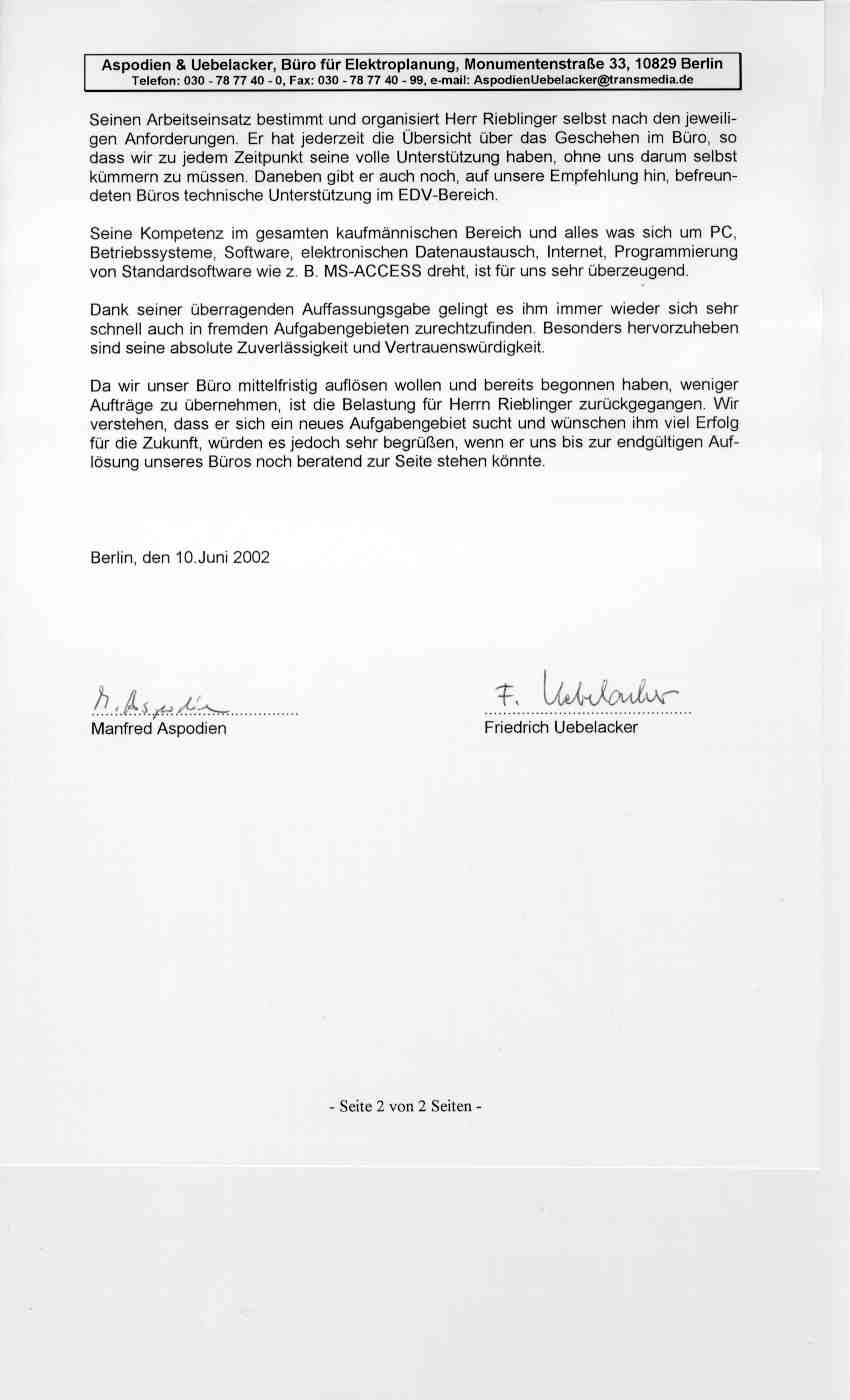 Aspodien & Uebelacker, Büro für Elektroplanung, Monumentenstraße 33, 10829 Berlin
Telefon: 030 - 78 77 40 - 0, Fax: 030 - 78 77 40 - 99, e-mail: AspodienUebelacker@transmedia.de
Seinen Arbeitseinsatz bestimmt und organisiert Herr Rieblinger selbst nach den jeweili-
gen Anforderungen. Er hat jederzeit die Übersicht über das Geschehen im Büro, so
dass wir zu jedem Zeitpunkt seine volle Unterstützung haben, ohne uns darum selbst
kümmern zu müssen. Daneben gibt er auch noch, auf unsere Empfehlung hin, befreun-
deten Büros technische Unterstützung im EDV-Bereich.
Seine Kompetenz im gesamten kaufmännischen Bereich und alles was sich um PC,
Betriebssysteme, Software, elektronischen Datenaustausch, Internet, Programmierung
von Standardsoftware wie z. B. MS-ACCESS dreht, ist für uns sehr überzeugend.
Dank seiner überragenden Auffassungsgabe gelingt es ihm immer wieder sich sehr
schnell auch in fremden Aufgabengebieten zurechtzufinden. Besonders hervorzuheben
sind seine absolute Zuverlässigkeit und Vertrauenswürdigkeit.
Da wir unser Büro mittelfristig auflösen wollen und bereits begonnen haben, weniger
Aufträge zu übernehmen, ist die Belastung für Herrn Rieblinger zurückgegangen. Wir
verstehen, dass er sich ein neues Aufgabengebiet sucht und wünschen ihm viel Erfolg
für die Zukunft, würden es jedoch sehr begrüßen, wenn er uns bis zur endgültigen Auf-
lösung unseres Büros noch beratend zur Seite stehen könnte.
Berlin, den 10.Juni 2002
M. Aspodien F. Uebelacker
Manfred Aspodien Friedrich Uebelacker
- Seite 2 von 2 Seiten -